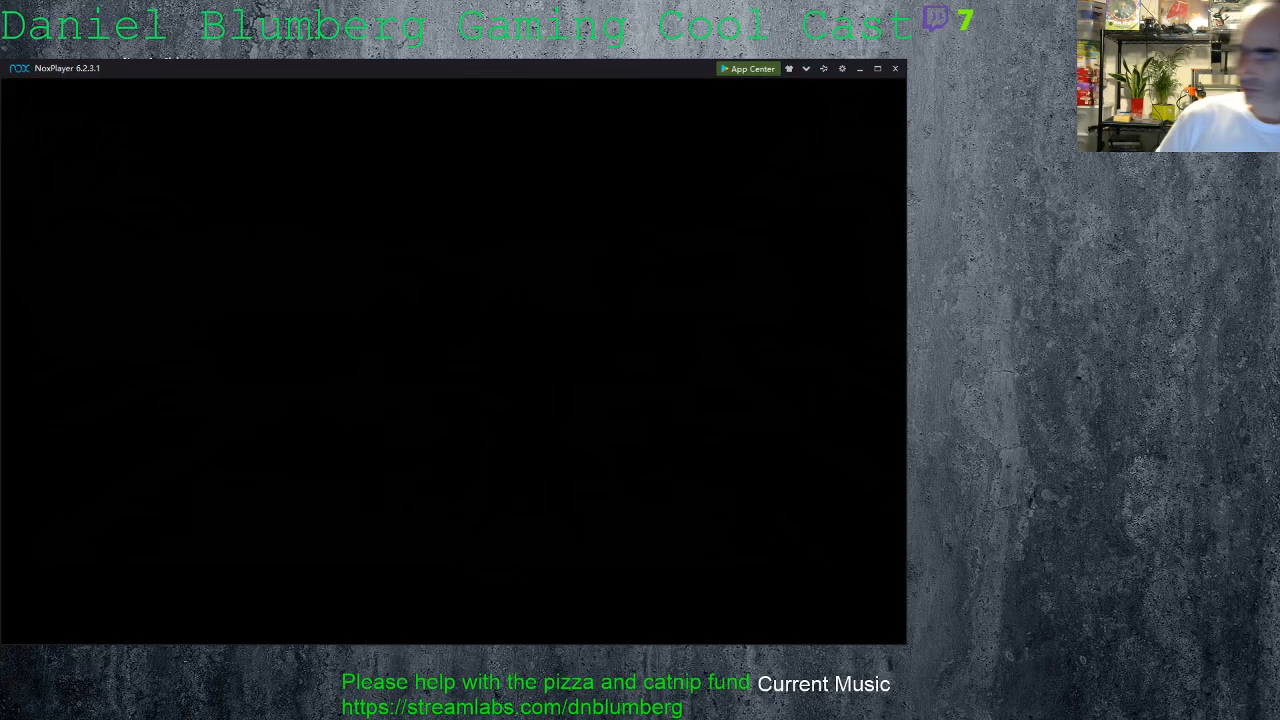 Daniel Blumberg Gaming Cool Cast 7
NoxPlayer 6.2.3.1
App Center
Please help with the pizza and catnip fund
https://streamlabs.com/dnblumberg
Current Music